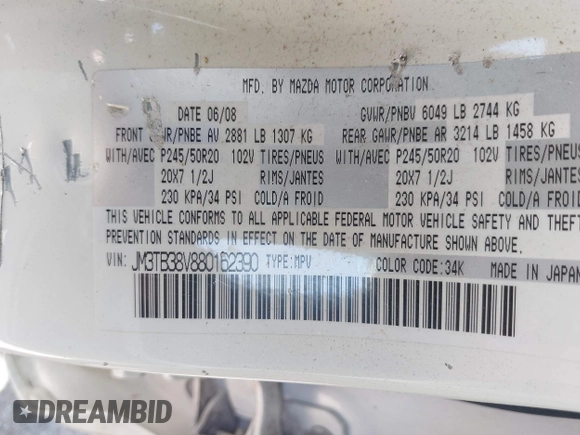 MFD. BY MAZDA MOTOR CORPORATION
DATE 06/08 GVWR/PNBV 6049 LB 2744 KG
FRONT GAWR/PNBE AV 2881 LB 1307 KG REAR GAWR/PNBE AR 3214 LB 1458 KG
WITH/AVEC P245/50R20 102V TIRES/PNEUS WITH/AVEC P245/50R20 102V TIRES/PNEUS
20X7 1/2J RIMS/JANTES 20X7 1/2J RIMS/JANTES
230 KPA/34 PSI COLD/A FROID 230 KPA/34 PSI COLD/A FROID
THIS VEHICLE CONFORMS TO ALL APPLICABLE FEDERAL MOTOR VEHICLE SAFETY AND THEFT
PREVENTION STANDARDS IN EFFECT ON THE DATE OF MANUFACTURE SHOWN ABOVE.
VIN: JM3TB38V880162390 TYPE:MPV COLOR CODE:34K MADE IN JAPAN
DREAMBID